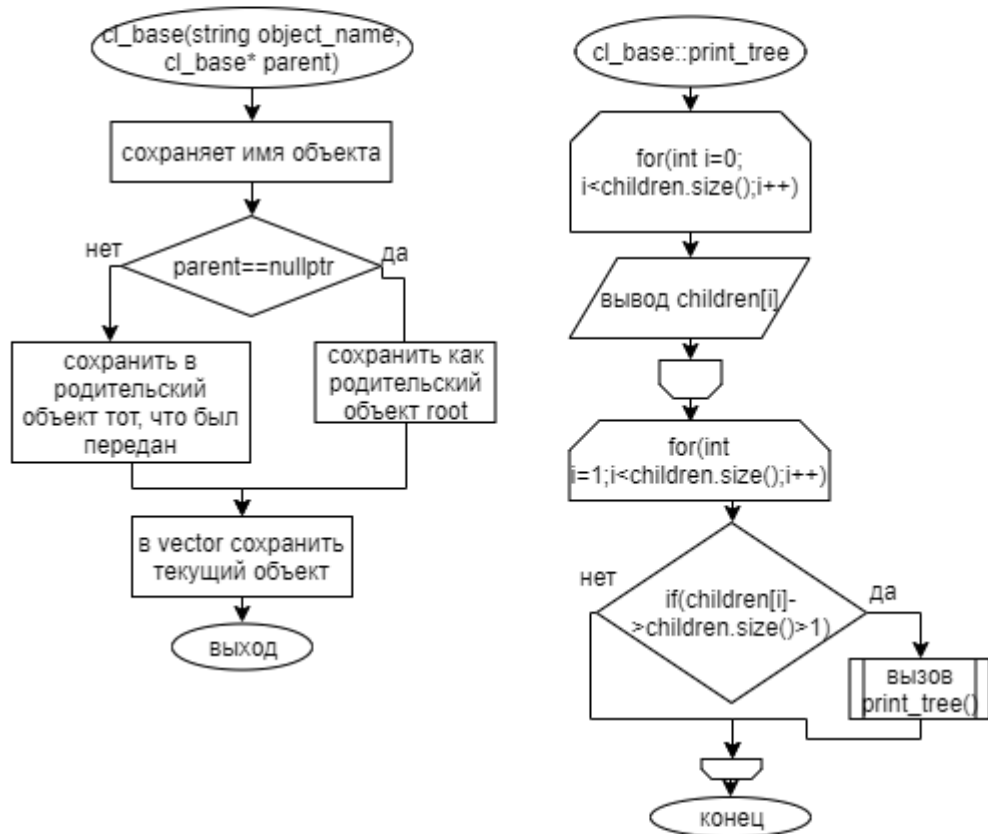 cl_base(string object_name,
cl_base* parent)
сохраняет имя объекта
нет
да
parent==nullptr
сохранить в
родительский
объект тот, что был
передан
сохранить как
родительский
объект root
в vector сохранить
текущий объект
выход
cl_base::print_tree
for(int i=0;
i<children.size();i++)
вывод children[i]
for(int
i=1;i<children.size();i++)
нет
да
if(children[i]-
>children.size()>1)
вызов
print_tree()
конец